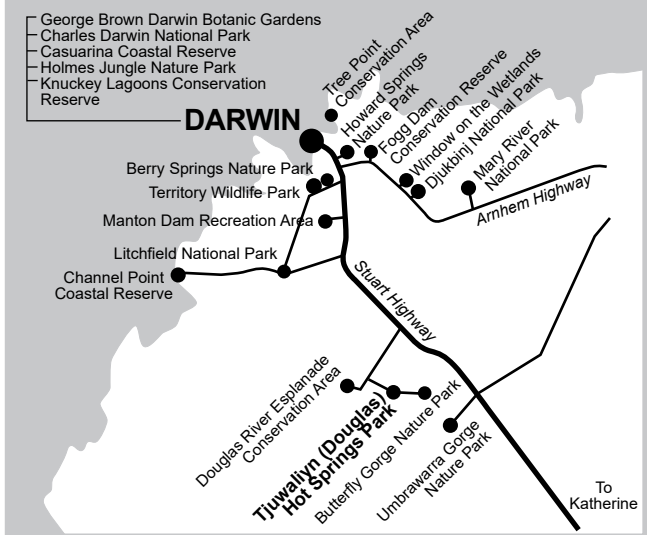 George Brown Darwin Botanic Gardens
Charles Darwin National Park
Casuarina Coastal Reserve
Holmes Jungle Nature Park
Knuckey Lagoons Conservation
Reserve
DARWIN
Tree Point
Conservation Area
Howard Springs
Nature Park
Fogg Dam
Conservation Reserve
Window on the Wetlands
Djukbinj National Park
Mary River
National Park
Arnhem Highway
Berry Springs Nature Park
Territory Wildlife Park
Manton Dam Recreation Area
Litchfield National Park
Channel Point
Coastal Reserve
Stuart Highway
Douglas River Esplanade
Conservation Area
Tjuwaliyn (Douglas)
Hot Springs Park
Butterfly Gorge Nature Park
Umbrawarra Gorge
Nature Park
To
Katherine